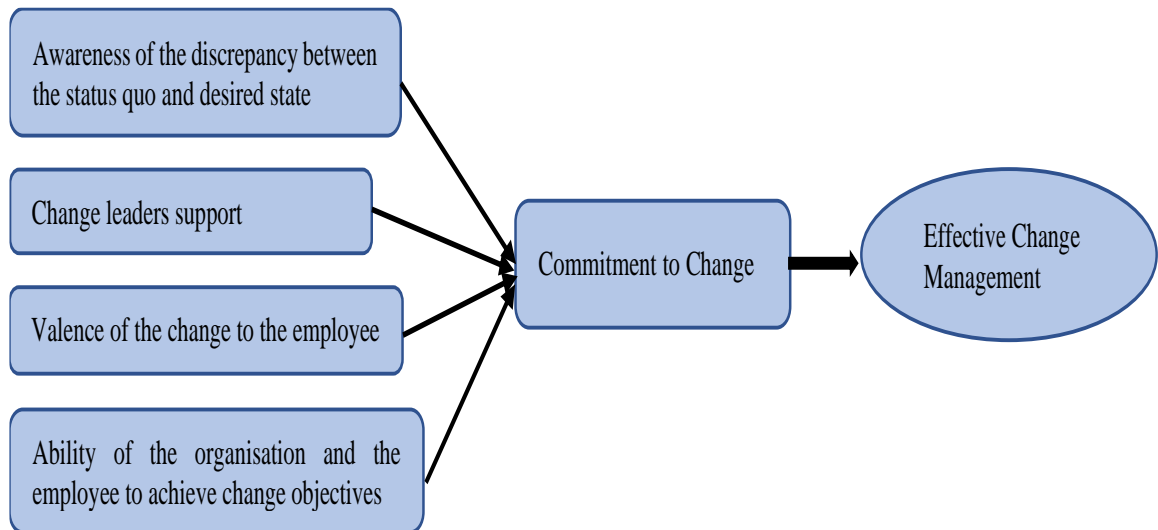 Awareness of the discrepancy between
the status quo and desired state
Change leaders support
Valence of the change to the employee
Ability of the organisation and the
employee to achieve change objectives
Commitment to Change
Effective Change
Management